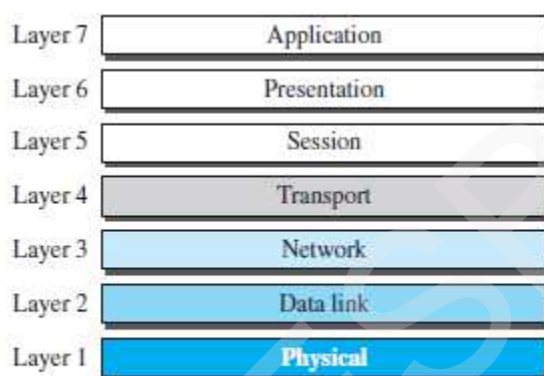 Layer 7 Application
Layer 6 Presentation
Layer 5 Session
Layer 4 Transport
Layer 3 Network
Layer 2 Data link
Layer 1 Physical